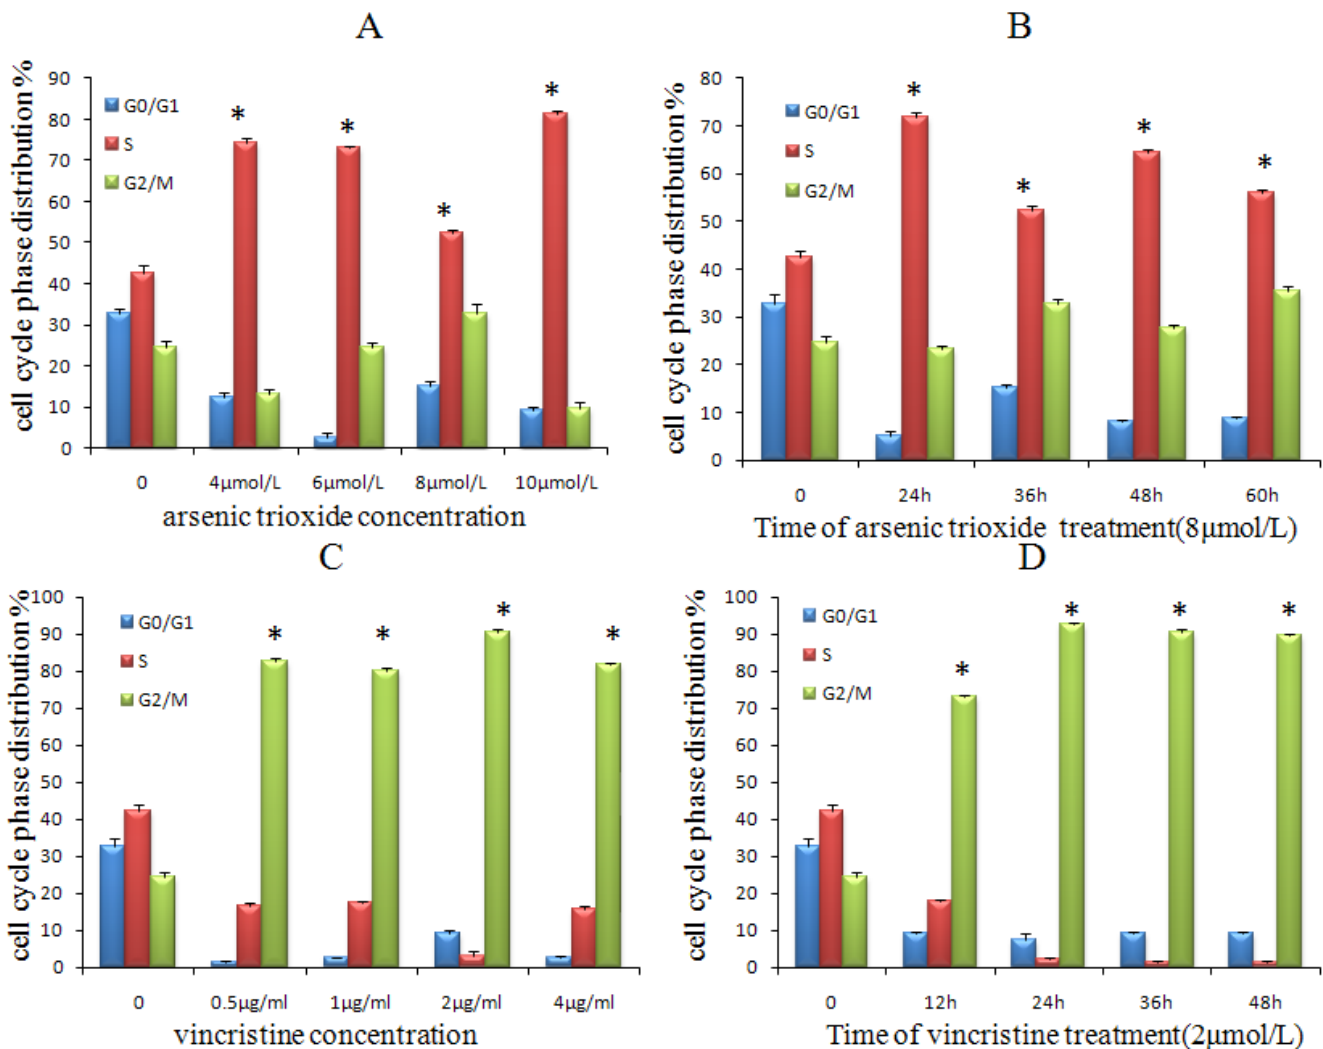 A
cell cycle phase distribution%
90
80
70
60
50
40
30
20
10
0
G0/G1
S
G2/M
*
*
*
*
0
4µmol/L
6µmol/L
8µmol/L
10µmol/L
arsenic trioxide concentration
B
cell cycle phase distribution%
80
70
60
50
40
30
20
10
0
G0/G1
S
G2/M
*
*
*
*
0
24h
36h
48h
60h
Time of arsenic trioxide treatment(8µmol/L)
C
cell cycle phase distribution%
100
90
80
70
60
50
40
30
20
10
0
G0/G1
S
G2/M
*
*
*
*
0
0.5µg/ml
1µg/ml
2µg/ml
4µg/ml
vincristine concentration
D
cell cycle phase distribution%
100
90
80
70
60
50
40
30
20
10
0
G0/G1
S
G2/M
*
*
*
*
0
12h
24h
36h
48h
Time of vincristine treatment(2µmol/L)